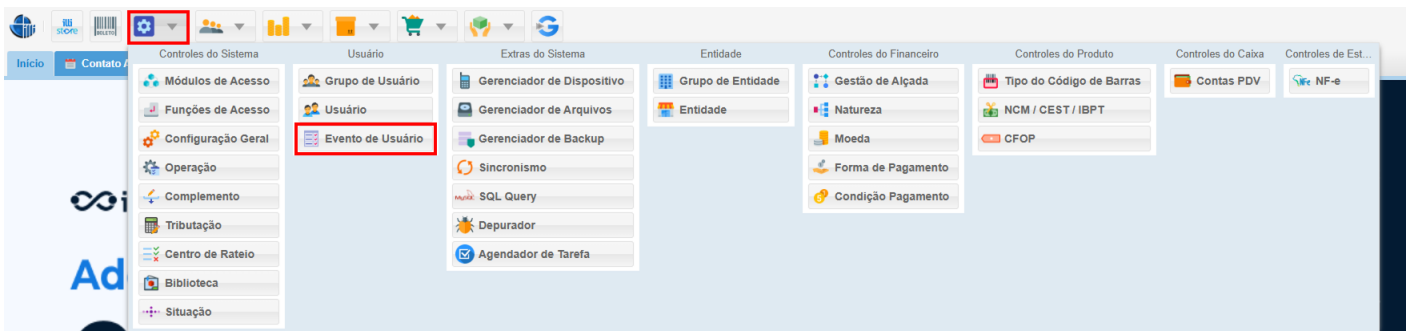 illi store
BOLETO
Início
Contato
Controles do Sistema
Módulos de Acesso
Funções de Acesso
Configuração Geral
Operação
Complemento
Tributação
Centro de Rateio
Biblioteca
Situação
Usuário
Grupo de Usuário
Usuário
Evento de Usuário
Extras do Sistema
Gerenciador de Dispositivo
Gerenciador de Arquivos
Gerenciador de Backup
Sincronismo
MySQL SQL Query
Depurador
Agendador de Tarefa
Entidade
Grupo de Entidade
Entidade
Controles do Financeiro
Gestão de Alçada
Natureza
Moeda
Forma de Pagamento
Condição Pagamento
Controles do Produto
Tipo do Código de Barras
NCM / CEST / IBPT
CFOP
Controles do Caixa
Contas PDV
Controles de Est...
NFe NF-e
Ad